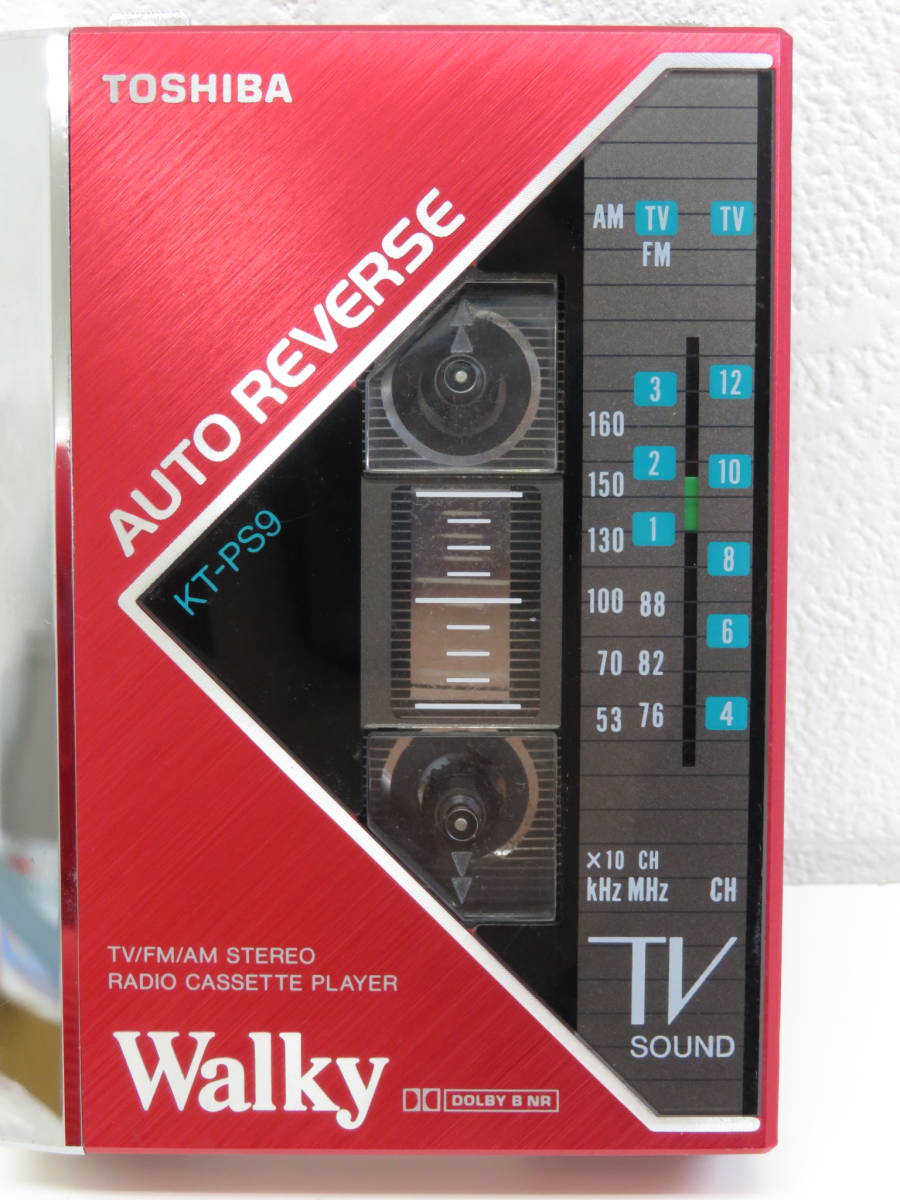 TOSHIBA
AUTO REVERSE
KT-PS9
AM TV TV
FM
3 12
160
2 10
150
1
130
8
100 88
6
70 82
53 76 4
×10 CH
kHz MHz CH
TV
SOUND
TV/FM/AM STEREO
RADIO CASSETTE PLAYER
Walky
DOLBY B NR